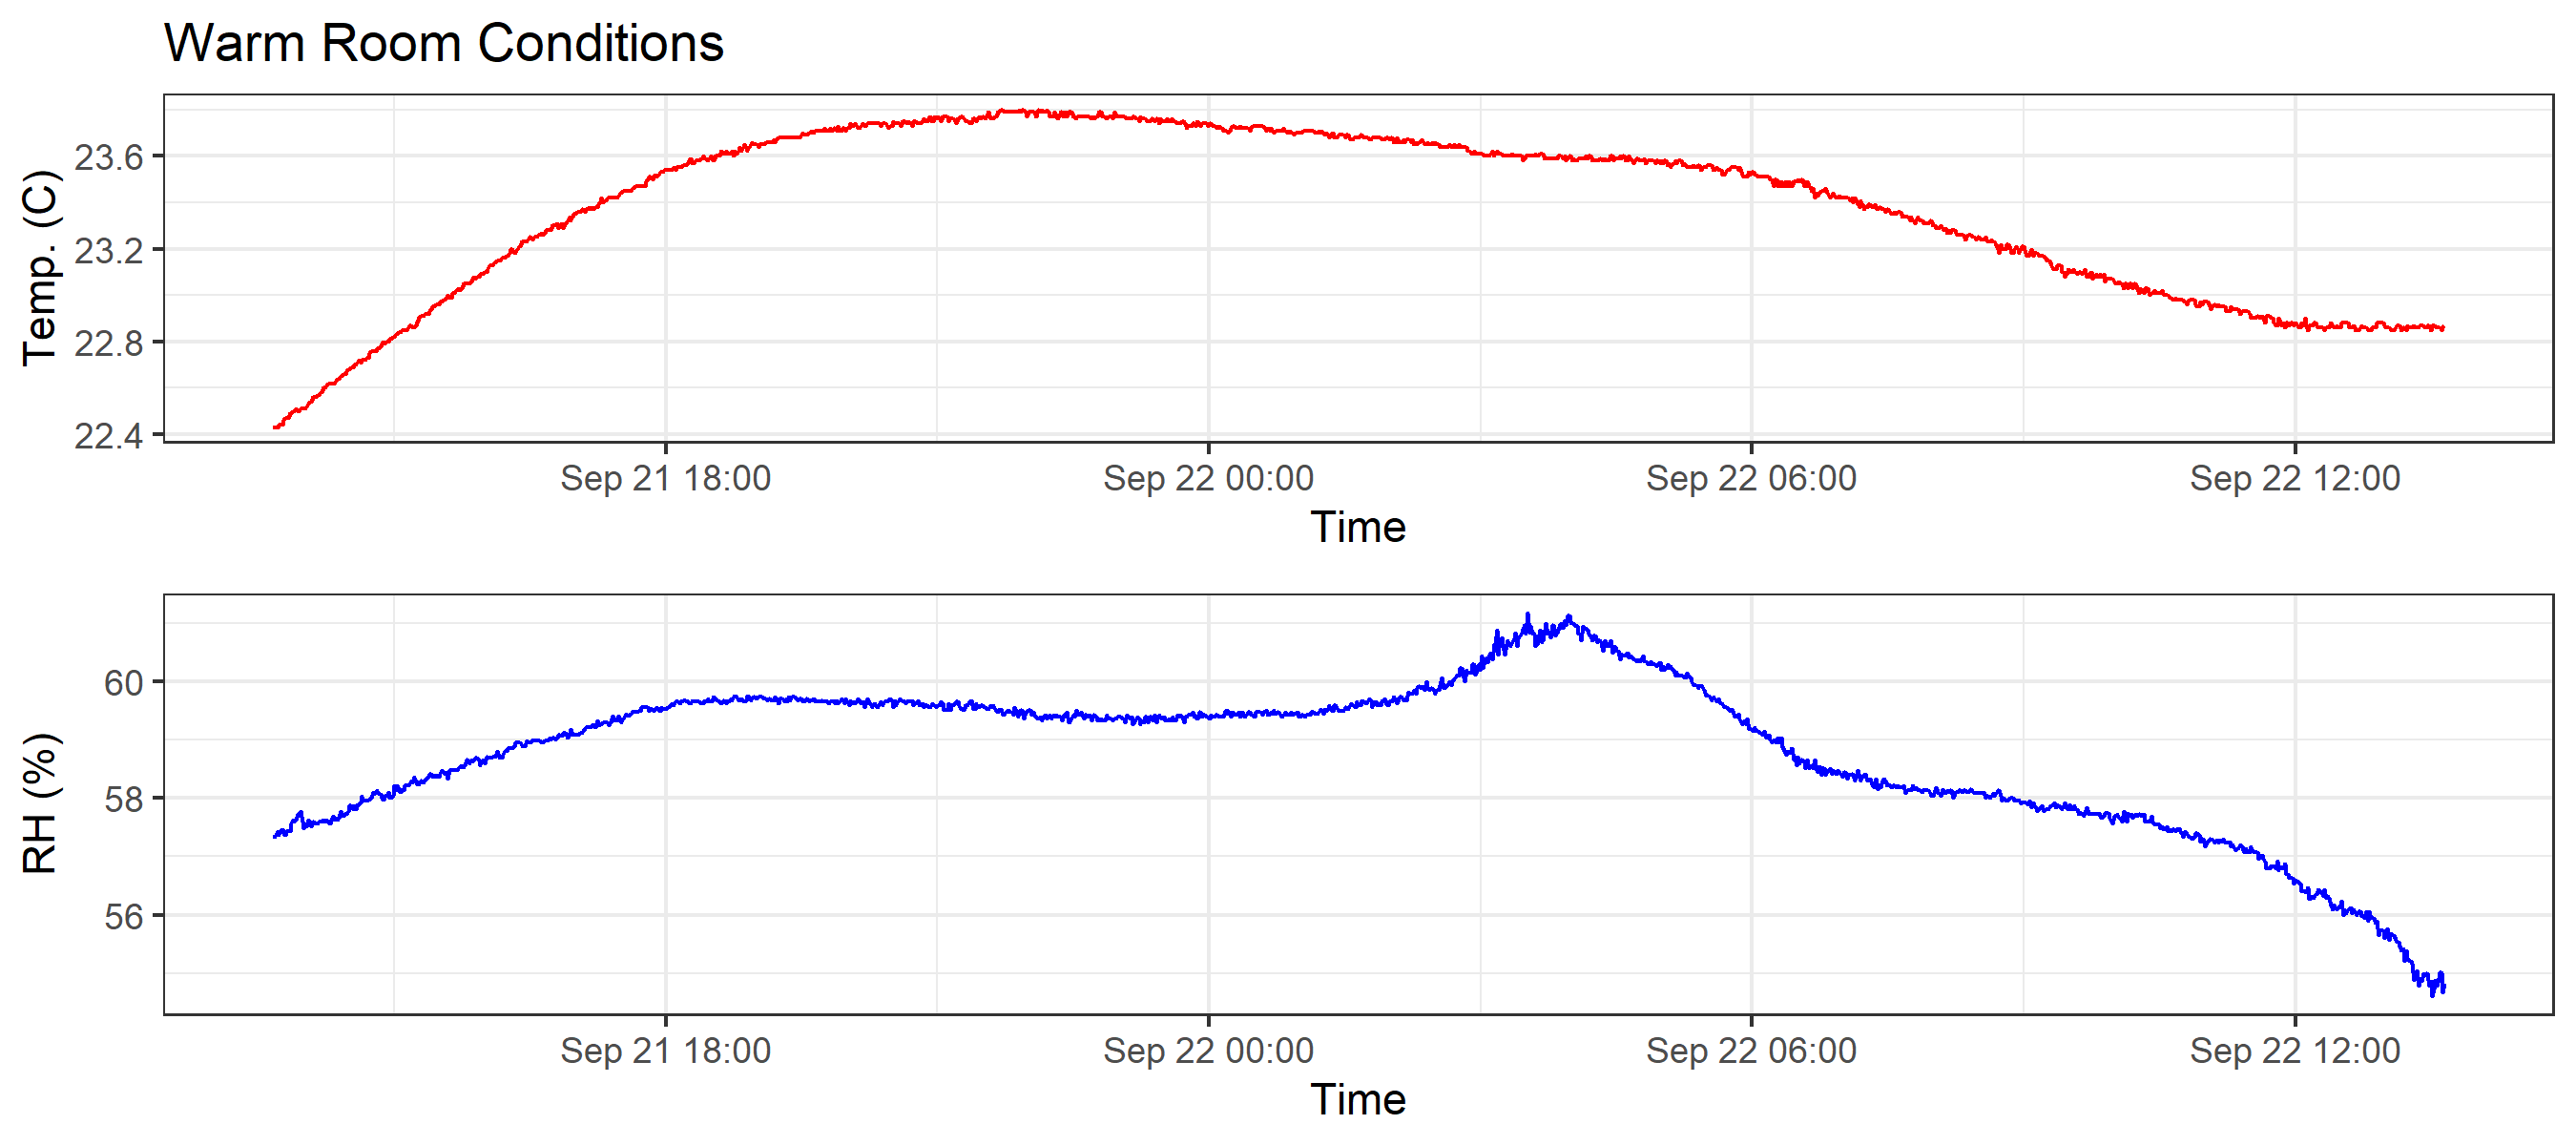 Warm Room Conditions
Temp. (C)
23.6
23.2
22.8
22.4
Sep 21 18:00 Sep 22 00:00 Sep 22 06:00 Sep 22 12:00
Time
RH (%)
60
58
56
Sep 21 18:00 Sep 22 00:00 Sep 22 06:00 Sep 22 12:00
Time